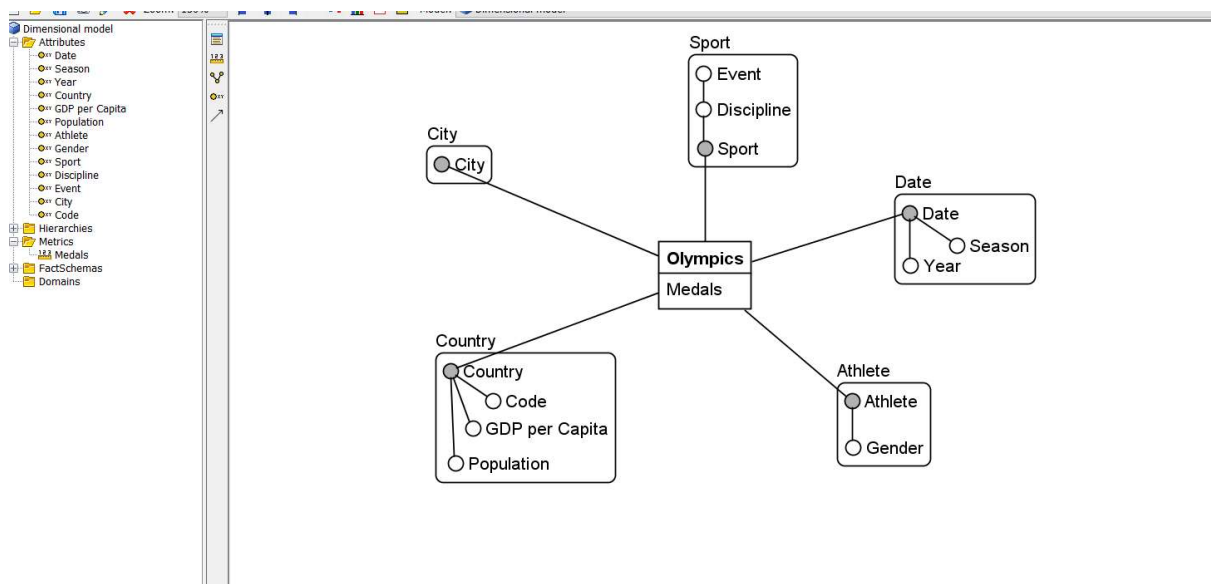 Dimensional model
Attributes
Date
Season
Year
Country
GDP per Capita
Population
Athlete
Gender
Sport
Discipline
Event
City
Code
Hierarchies
Metrics
123 Medals
FactSchemas
Domains
123
Sport
Event
Discipline
Sport
City
City
Date
Date
Season
Year
Olympics
Medals
Country
Country
Code
GDP per Capita
Population
Athlete
Athlete
Gender